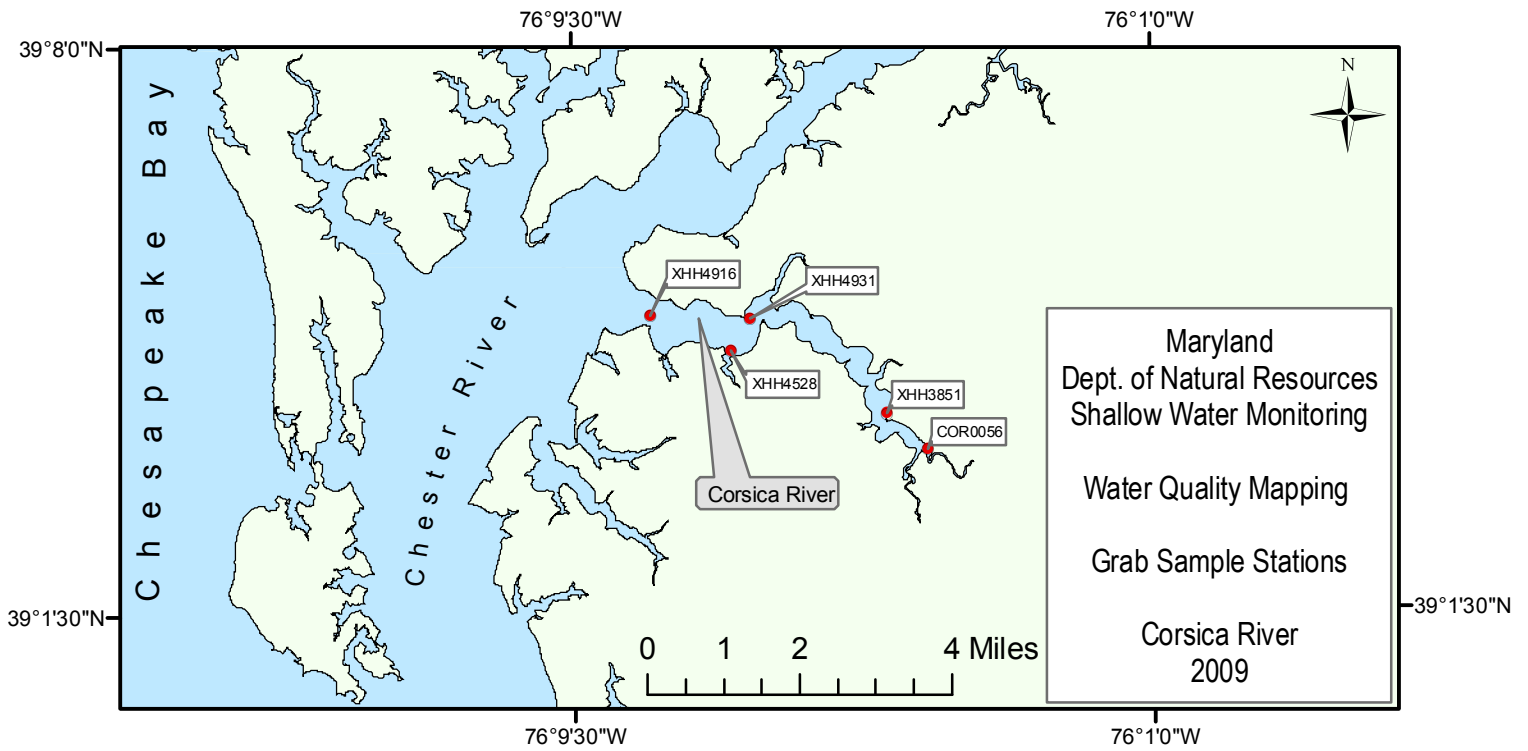 76°9'30"W
76°1'0"W
39°8'0"N
N
Chesapeake Bay
Chester River
XHH4916
XHH4931
XHH4528
XHH3851
COR0056
Corsica River
Maryland
Dept. of Natural Resources
Shallow Water Monitoring
Water Quality Mapping
Grab Sample Stations
Corsica River
2009
39°1'30"N
39°1'30"N
0 1 2 4 Miles
76°9'30"W
76°1'0"W